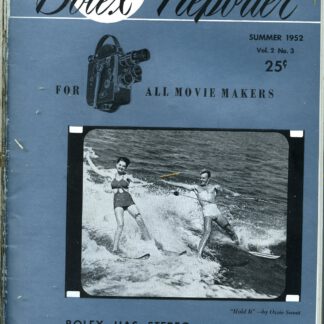 Bolex Reporter
SUMMER 1952
Vol. 2 No. 3
25¢
FOR ALL MOVIE MAKERS
"Hold It"—by Ozzie Sweet
BOLEX HAS STEREO